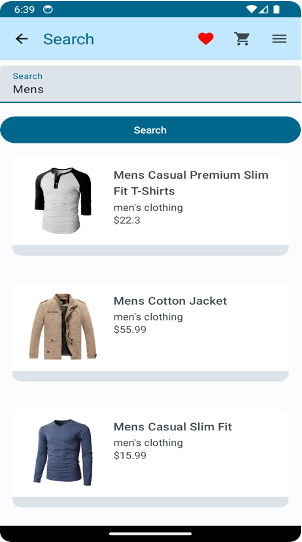 6:39
Search
Search
Mens
Search
Mens Casual Premium Slim
Fit T-Shirts
men's clothing
$22.3
Mens Cotton Jacket
men's clothing
$55.99
Mens Casual Slim Fit
men's clothing
$15.99